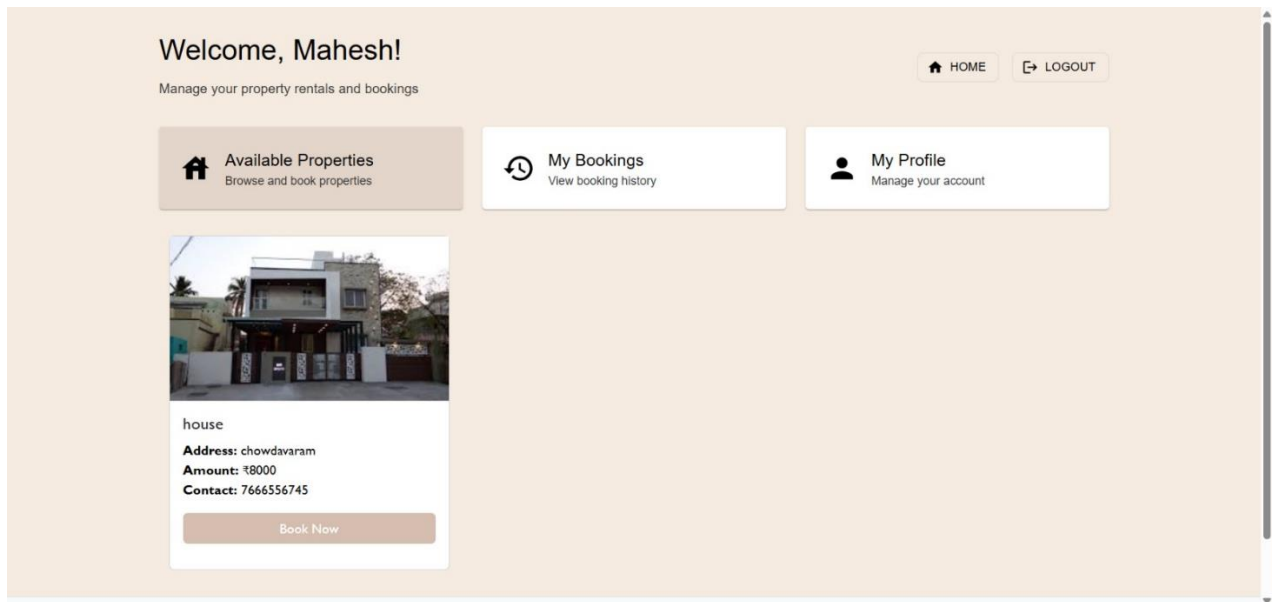 Welcome, Mahesh!
Manage your property rentals and bookings
HOME
LOGOUT
Available Properties
Browse and book properties
My Bookings
View booking history
My Profile
Manage your account
house
Address: chowdavaram
Amount: ₹8000
Contact: 7666556745
Book Now